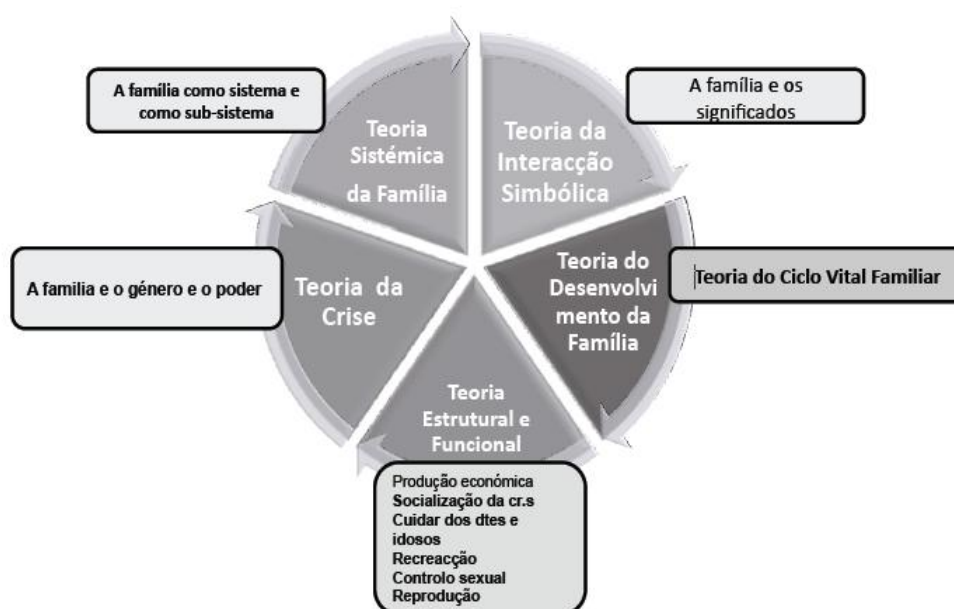 A família como sistema e
como sub-sistema
Teoria
Sistémica
da Família
Teoria da
Interacção
Simbólica
A família e os
significados
A familia e o género e o poder
Teoria da
Crise
Teoria do
Desenvolvi
mento da
Família
Teoria do Ciclo Vital Familiar
Teoria
Estrutural e
Funcional
Produção económica
Socialização da cr.s
Cuidar dos dtes e
idosos
Recreacção
Controlo sexual
Reprodução